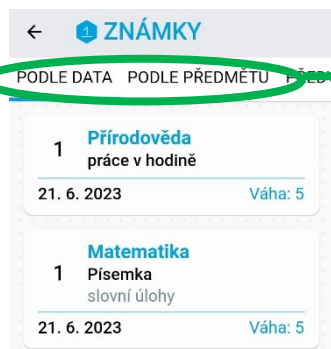 1 ZNÁMKY
PODLE DATA PODLE PŘEDMĚTU
1 Přírodověda
práce v hodině
21. 6. 2023 Váha: 5
Matematika
1 Písemka
slovní úlohy
21. 6. 2023 Váha: 5